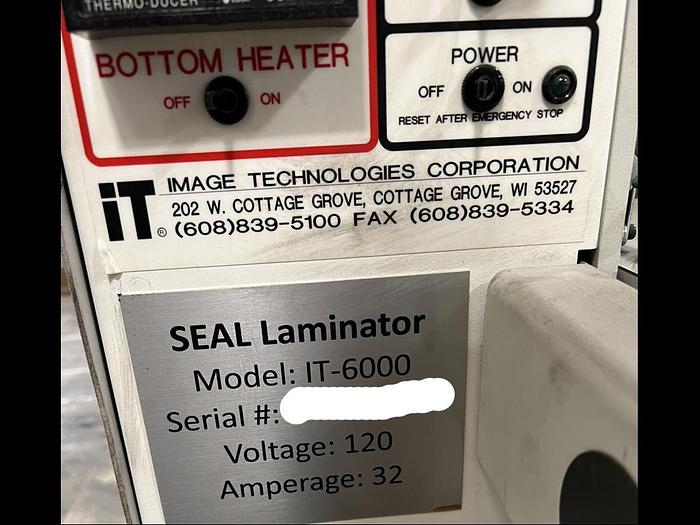 THERMO-DUCER
BOTTOM HEATER
OFF ON
POWER
OFF ON
RESET AFTER EMERGENCY STOP
iT ® IMAGE TECHNOLOGIES CORPORATION
202 W. COTTAGE GROVE, COTTAGE GROVE, WI 53527
(608)839-5100 FAX (608)839-5334
SEAL Laminator
Model: IT-6000
Serial #:
Voltage: 120
Amperage: 32